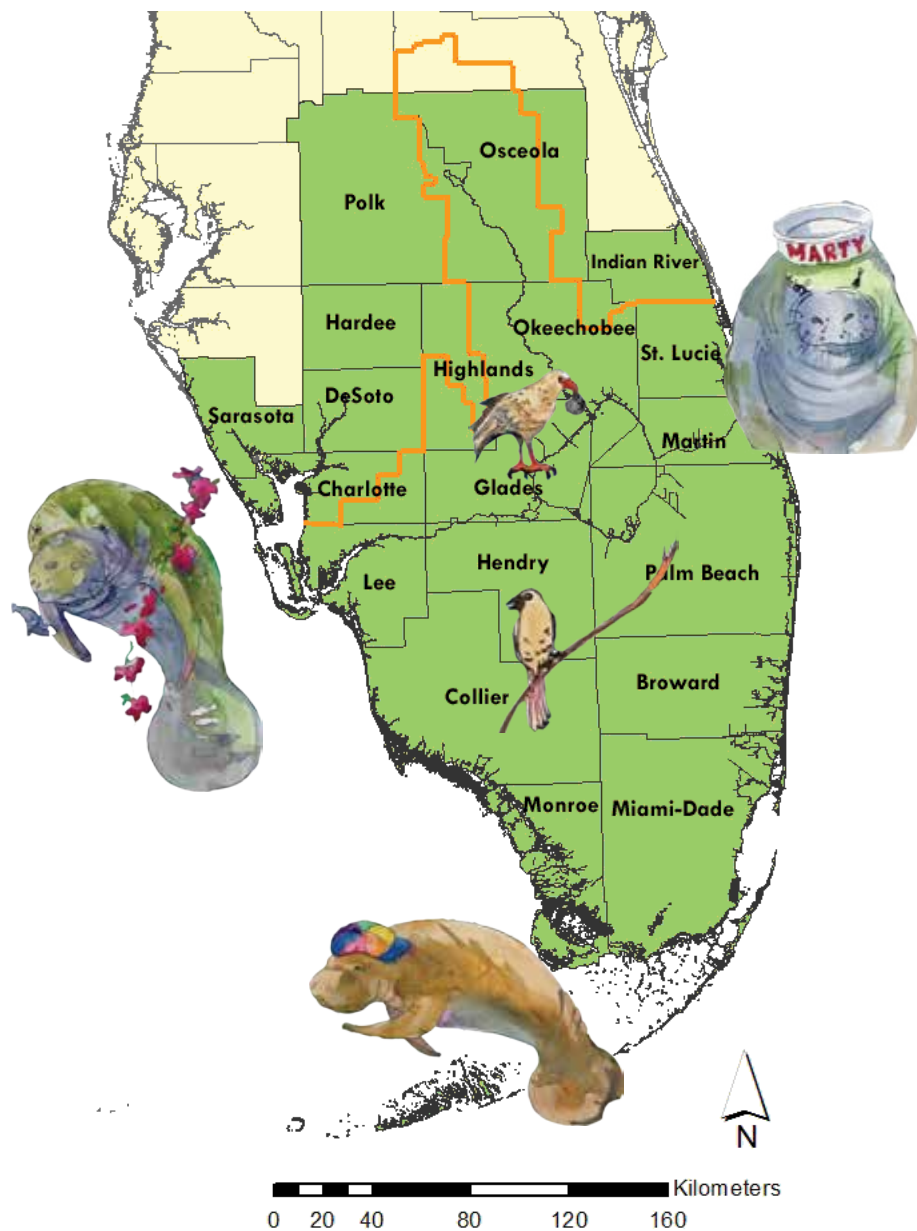 Osceola
Polk
MARTY
Indian River
Hardee
Okeechobee
St. Lucie
Highlands
DeSoto
Sarasota
Martin
Charlotte
Glades
Hendry
Lee
Palm Beach
Collier
Broward
Monroe
Miami-Dade
N
Kilometers
0 20 40 80 120 160